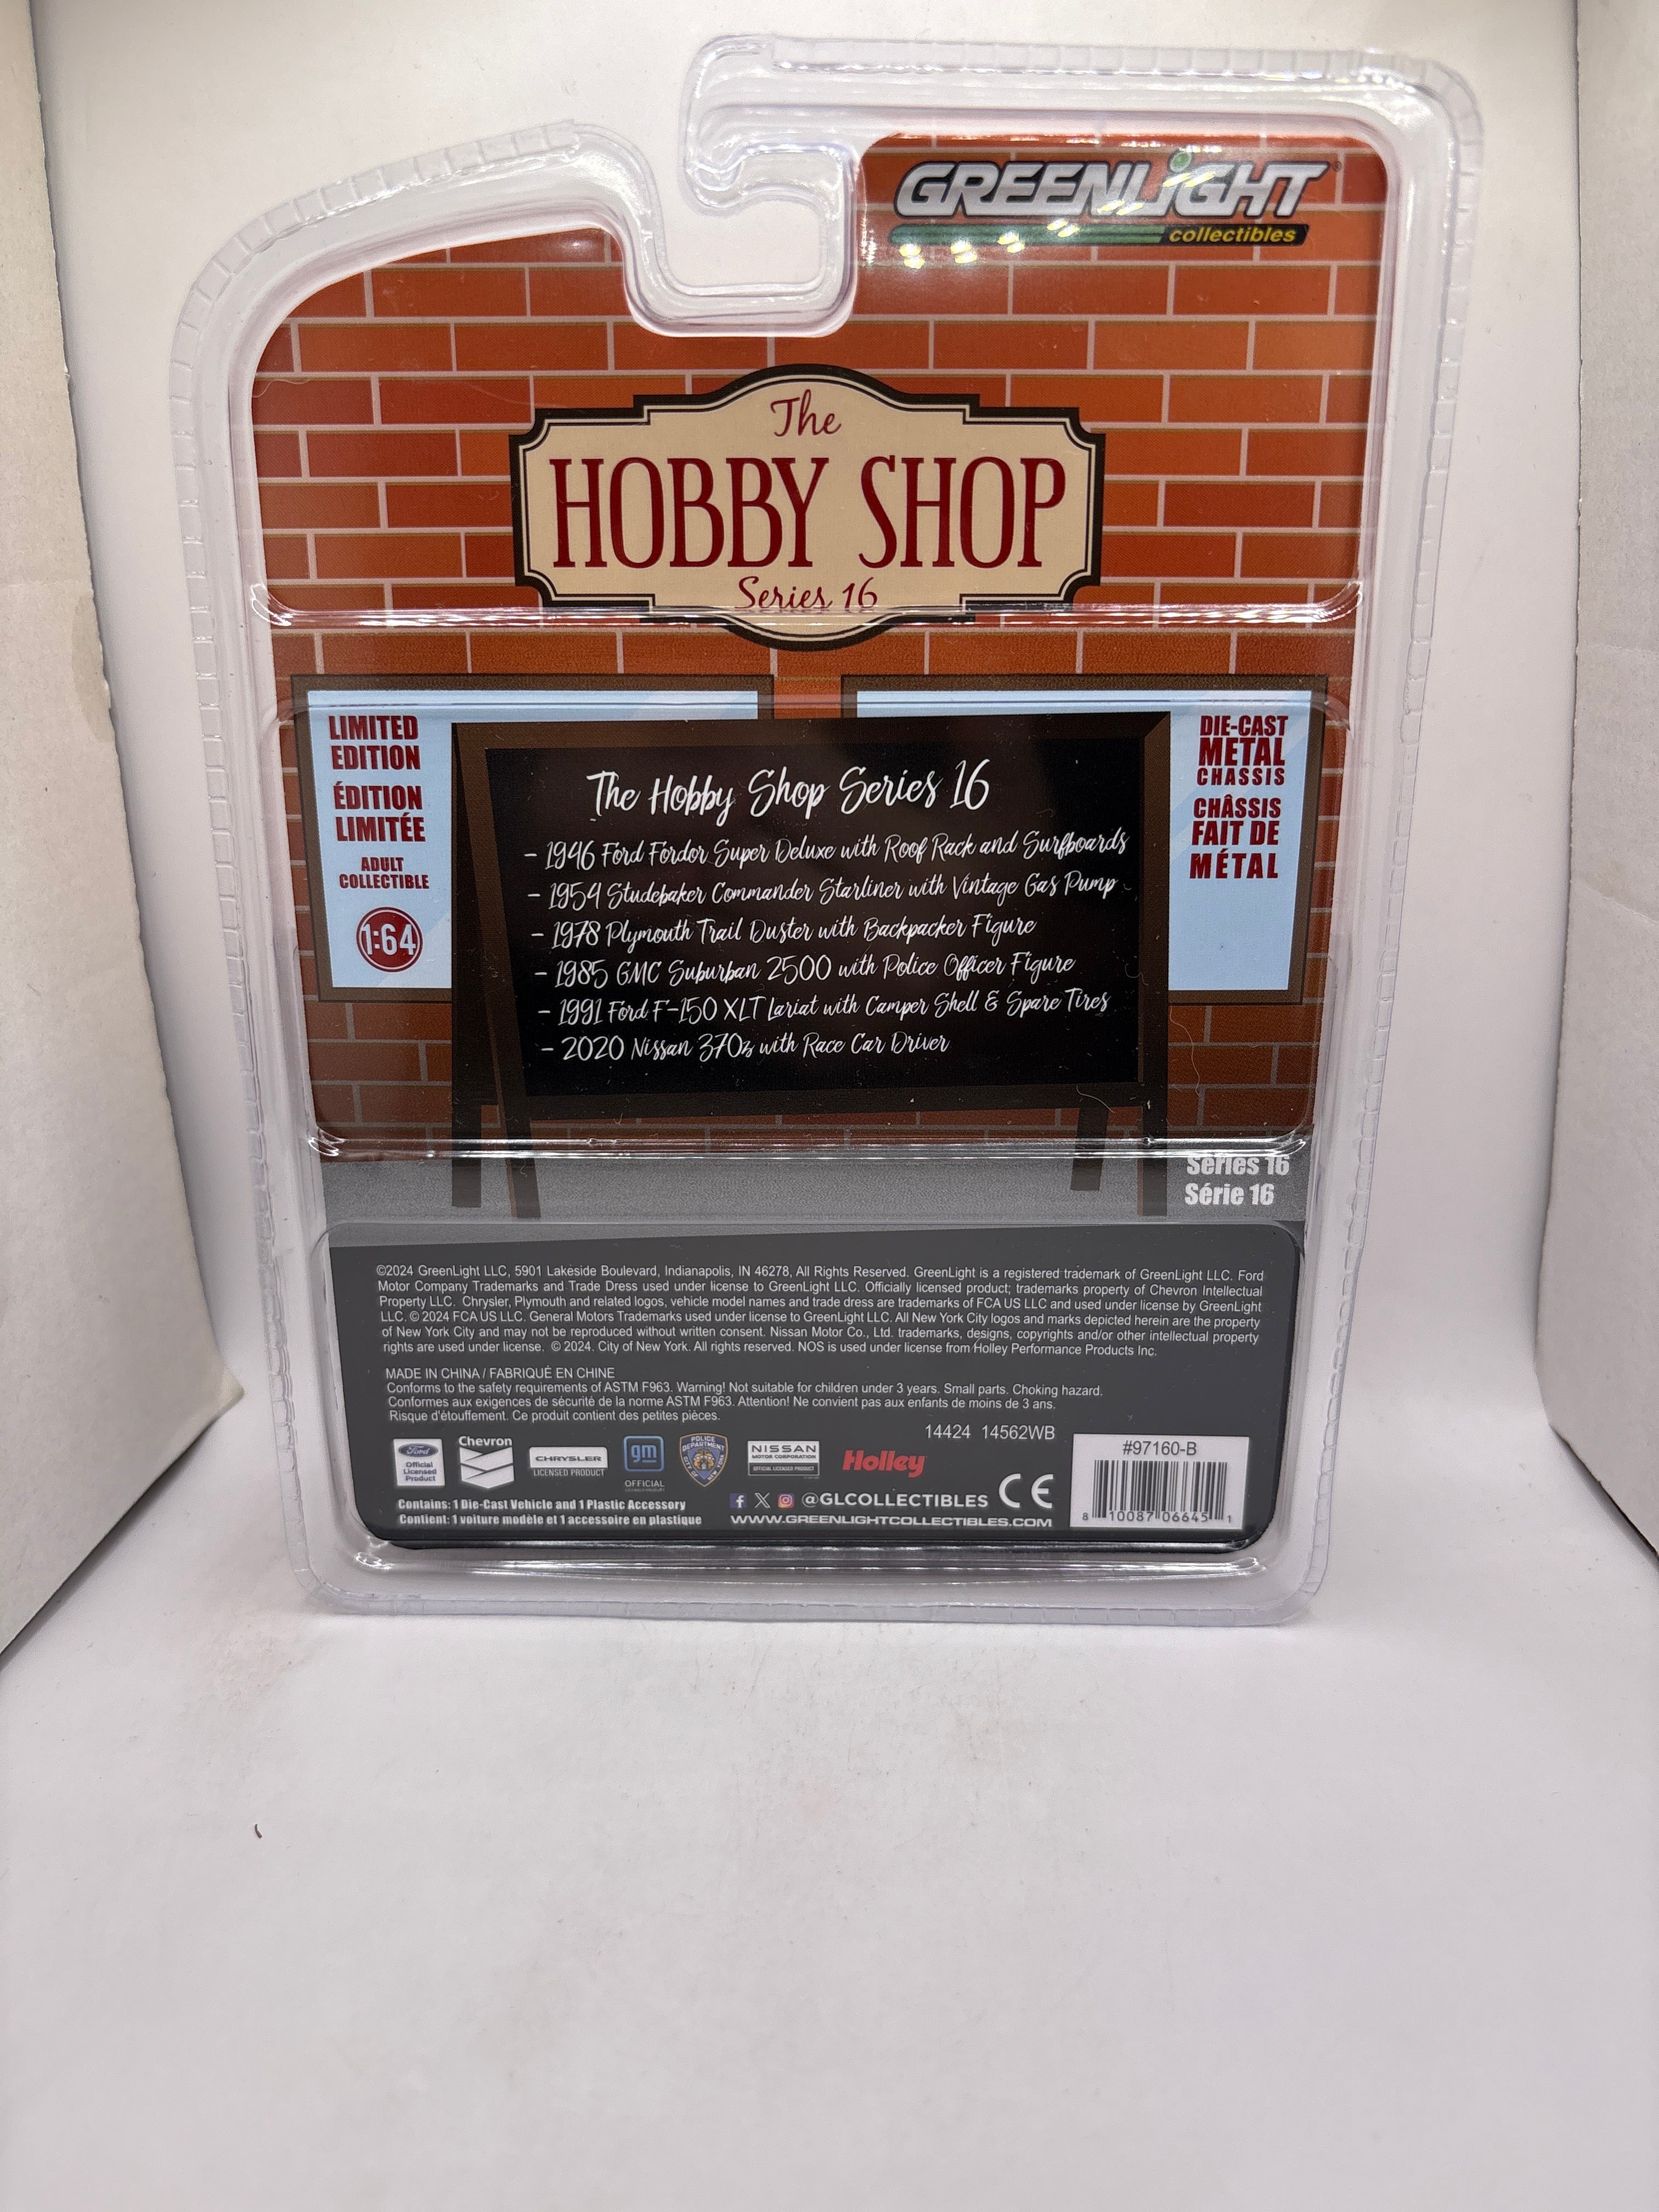 GREENLiGHT
collectibles
The
HOBBY SHOP
Series 16
LIMITED
EDITION
ÉDITION
LIMITÉE
ADULT
COLLECTIBLE
1:64
The Hobby Shop Series 16
- 1946 Ford Fordor Super Deluxe with Roof Rack and Surfboards
- 1954 Studebaker Commander Starliner with Vintage Gas Pump
- 1978 Plymouth Trail Duster with Backpacker Figure
- 1985 GMC Suburban 2500 with Police Officer Figure
- 1991 Ford F-150 XLT Lariat with Camper Shell & Spare Tires
- 2020 Nissan 370z with Race Car Driver
DIE-CAST
METAL
CHASSIS
CHÂSSIS
FAIT DE
MÉTAL
Series 16
Série 16
©2024 GreenLight LLC, 5901 Lakeside Boulevard, Indianapolis, IN 46278, All Rights Reserved. GreenLight is a registered trademark of GreenLight LLC. Ford
Motor Company Trademarks and Trade Dress used under license to GreenLight LLC. Officially licensed product; trademarks property of Chevron Intellectual
Property LLC. Chrysler, Plymouth and related logos, vehicle model names and trade dress are trademarks of FCA US LLC and used under license by GreenLight
LLC. © 2024 FCA US LLC. General Motors Trademarks used under license to GreenLight LLC. All New York City logos and marks depicted herein are the property
of New York City and may not be reproduced without written consent. Nissan Motor Co., Ltd. trademarks, designs, copyrights and/or other intellectual property
rights are used under license. © 2024. City of New York. All rights reserved. NOS is used under license from Holley Performance Products Inc.
MADE IN CHINA / FABRIQUÉ EN CHINE
Conforms to the safety requirements of ASTM F963. Warning! Not suitable for children under 3 years. Small parts. Choking hazard.
Conformes aux exigences de sécurité de la norme ASTM F963. Attention! Ne convient pas aux enfants de moins de 3 ans.
Risque d'étouffement. Ce produit contient des petites pièces.
14424 14562WB
Ford
Official
Licensed
Product
Chevron
CHRYSLER
LICENSED PRODUCT
gm
OFFICIAL
POLICE
DEPARTMENT
CITY OF NEW YORK
NISSAN
MOTOR CORPORATION
OFFICIAL LICENSED PRODUCT
Holley
#97160-B
8 10087 06645 1
Contains: 1 Die-Cast Vehicle and 1 Plastic Accessory
Contient: 1 voiture modèle et 1 accessoire en plastique
@GLCOLLECTIBLES
CE
WWW.GREENLIGHTCOLLECTIBLES.COM